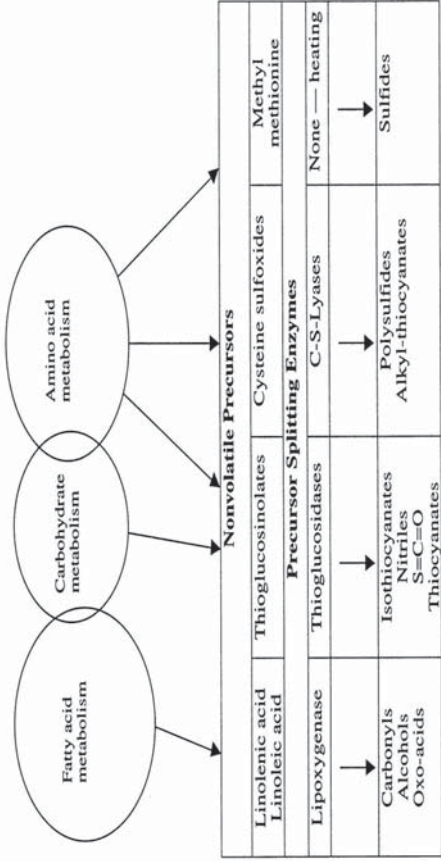 Fatty acid
metabolism
Carbohydrate
metabolism
Amino acid
metabolism
Nonvolatile Precursors
Linolenic acid
Linoleic acid
Thioglucosinolates
Cysteine sulfoxides
Methyl
methionine
Precursor Splitting Enzymes
Lipoxygenase
Thioglucosidases
C-S-Lyases
None — heating
Carbonyls
Alcohols
Oxo-acids
Isothiocyanates
Nitriles
S=C=O
Thiocyanates
Polysulfides
Alkyl-thiocyanates
Sulfides